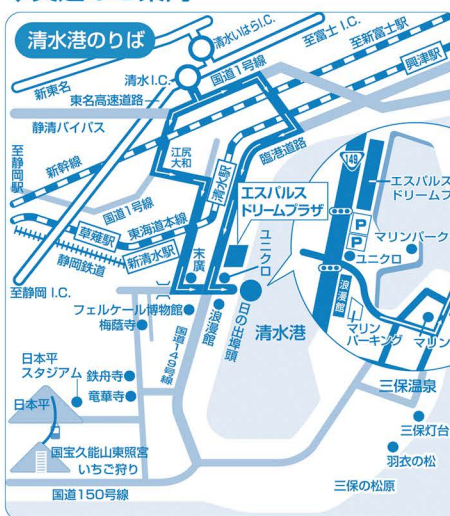 清水港のりば
新東名
清水いはらI.C.
至富士 I.C.
至新富士駅
興津駅
清水I.C.
国道1号線
東名高速道路
静清バイパス
至静岡駅
新幹線
江尻大和
清水駅
臨港道路
国道1号線
東海道本線
草薙駅
静岡鉄道
新清水駅
至静岡 I.C.
エスパルス
ドリームプラザ
末廣
ユニクロ
フェルケール博物館
梅蔭寺
国道149号線
浪漫館
日の出埠頭
清水港
149
エスパルス
ドリームプ
P
P
マリンパーク
ユニクロ
浪漫館
マリン
パーキング
マリン
日本平
スタジアム
鉄舟寺
竜華寺
日本平
国宝久能山東照宮
いちご狩り
国道150号線
三保温泉
三保灯台
羽衣の松
三保の松原